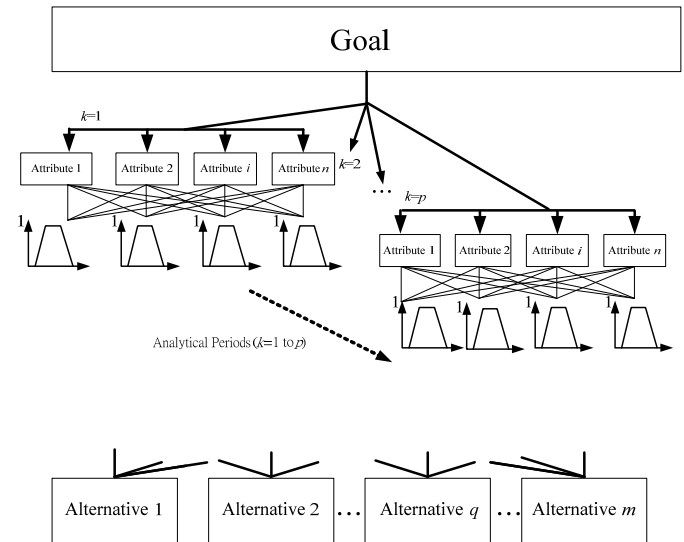 Goal
k=1
Attribute 1
Attribute 2
Attribute i
Attribute n
k=2
...
1
1
1
1
k=p
Attribute 1
Attribute 2
Attribute i
Attribute n
1
1
1
1
Analytical Periods (k=1 to p)
Alternative 1
Alternative 2
...
Alternative q
...
Alternative m